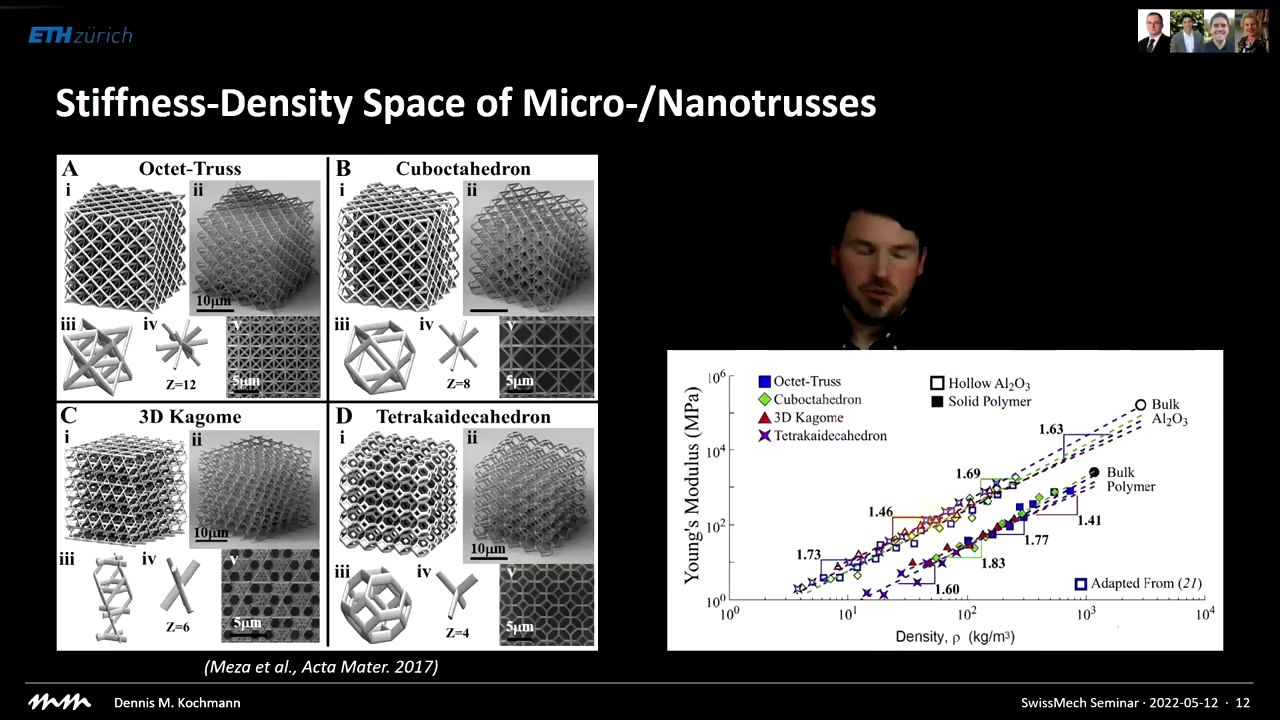 ETH zürich
Stiffness-Density Space of Micro-/Nanotrusses
A Octet-Truss
i
ii
10μm
iii
iv
Z=12
v
5μm
B Cuboctahedron
i
ii
iii
iv
Z=8
v
5μm
C 3D Kagome
i
ii
10μm
iii
iv
Z=6
v
5μm
D Tetrakaidecahedron
i
ii
10μm
iii
iv
Z=4
v
5μm
(Meza et al., Acta Mater. 2017)
Young's Modulus (MPa)
10⁶
10⁴
10²
10⁰
Octet-Truss
Cuboctahedron
3D Kagome
Tetrakaidecahedron
Hollow Al₂O₃
Solid Polymer
Bulk
Al₂O₃
Bulk
Polymer
1.63
1.69
1.46
1.73
1.41
1.77
1.83
1.60
Adapted From (21)
10⁰ 10¹ 10² 10³ 10⁴
Density, ρ (kg/m³)
Dennis M. Kochmann
SwissMech Seminar · 2022-05-12 · 12